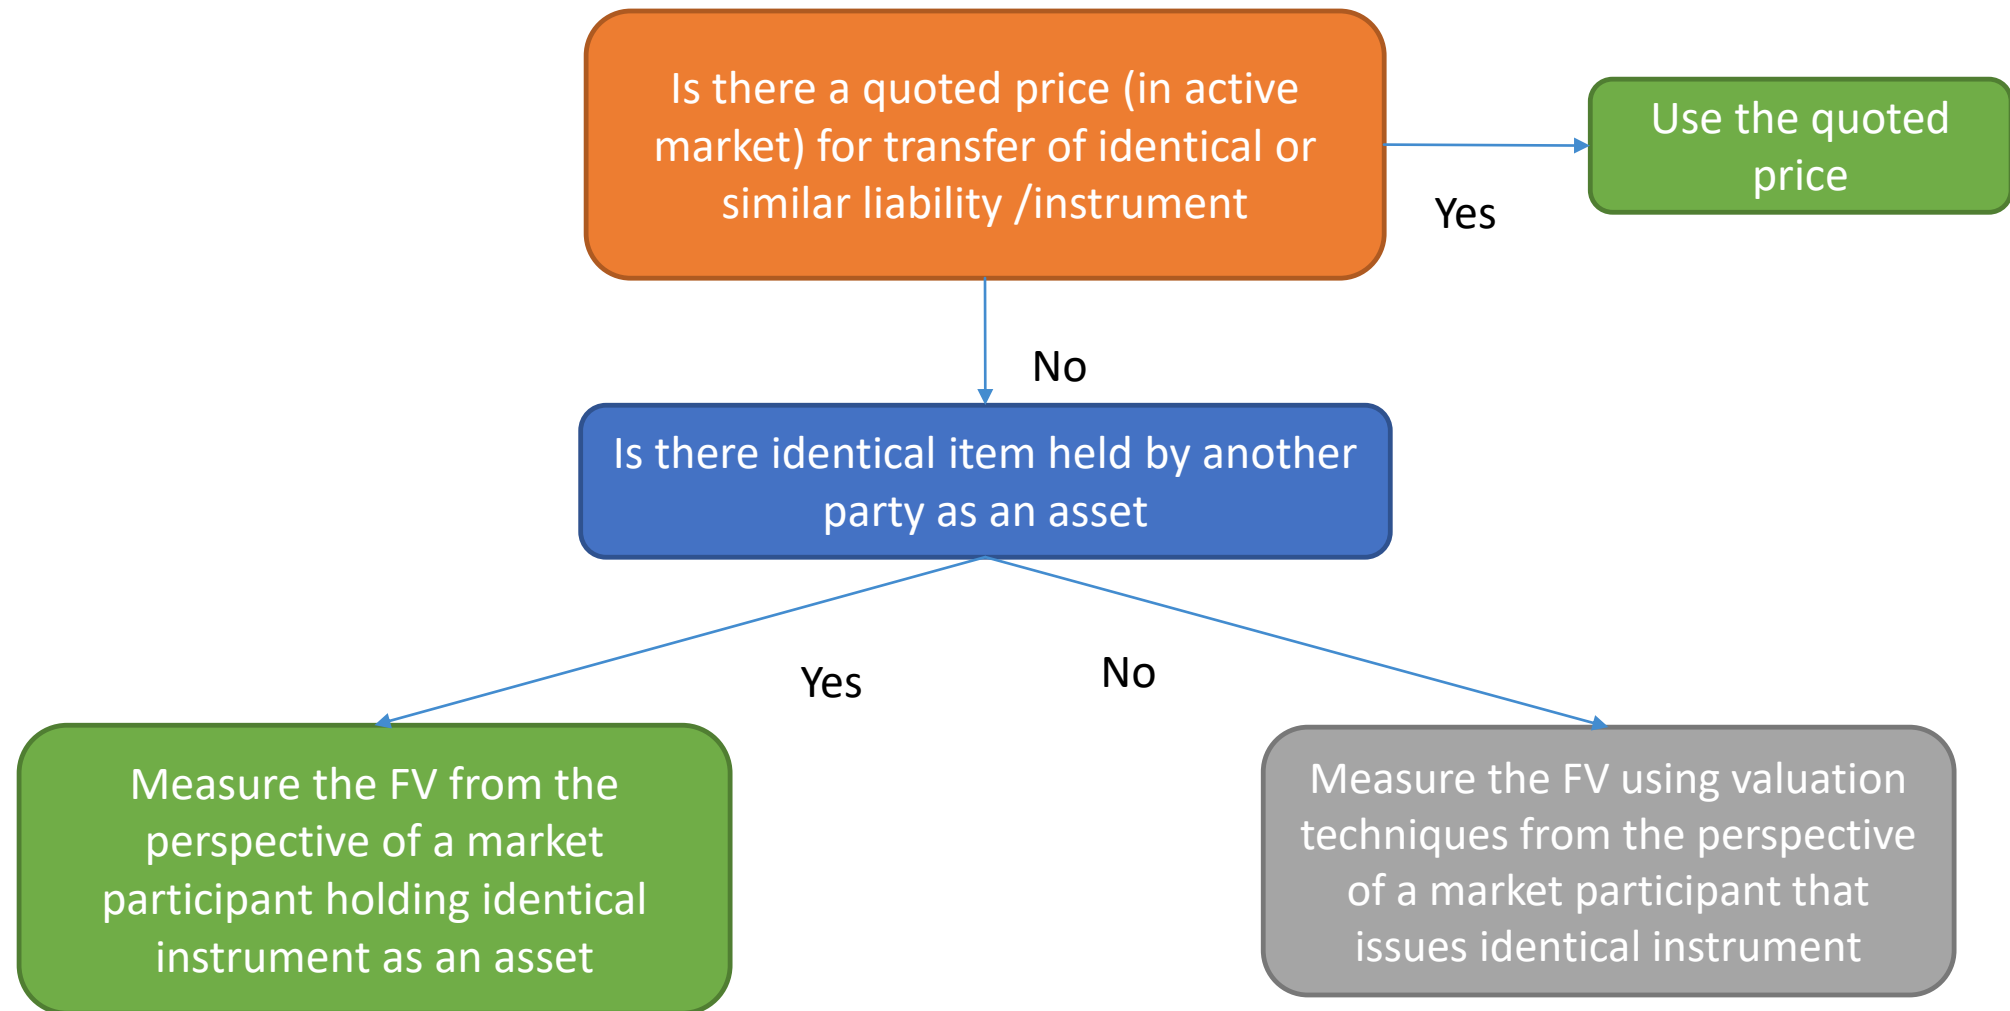 Is there a quoted price (in active
market) for transfer of identical or
similar liability /instrument
Use the quoted
price
Yes
No
Is there identical item held by another
party as an asset
Yes
No
Measure the FV from the
perspective of a market
participant holding identical
instrument as an asset
Measure the FV using valuation
techniques from the perspective
of a market participant that
issues identical instrument